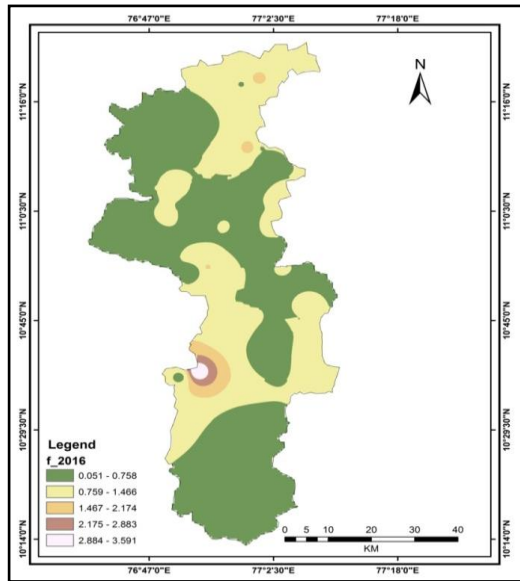 76°47'0"E 77°2'30"E 77°18'0"E
N
11°16'0"N 11°16'0"N
11°0'30"N 11°0'30"N
10°45'0"N 10°45'0"N
10°29'30"N 10°29'30"N
10°14'0"N 10°14'0"N
Legend
f_2016
0.051 - 0.758
0.759 - 1.466
1.467 - 2.174
2.175 - 2.883
2.884 - 3.591
0 5 10 20 30 40
KM
76°47'0"E 77°2'30"E 77°18'0"E